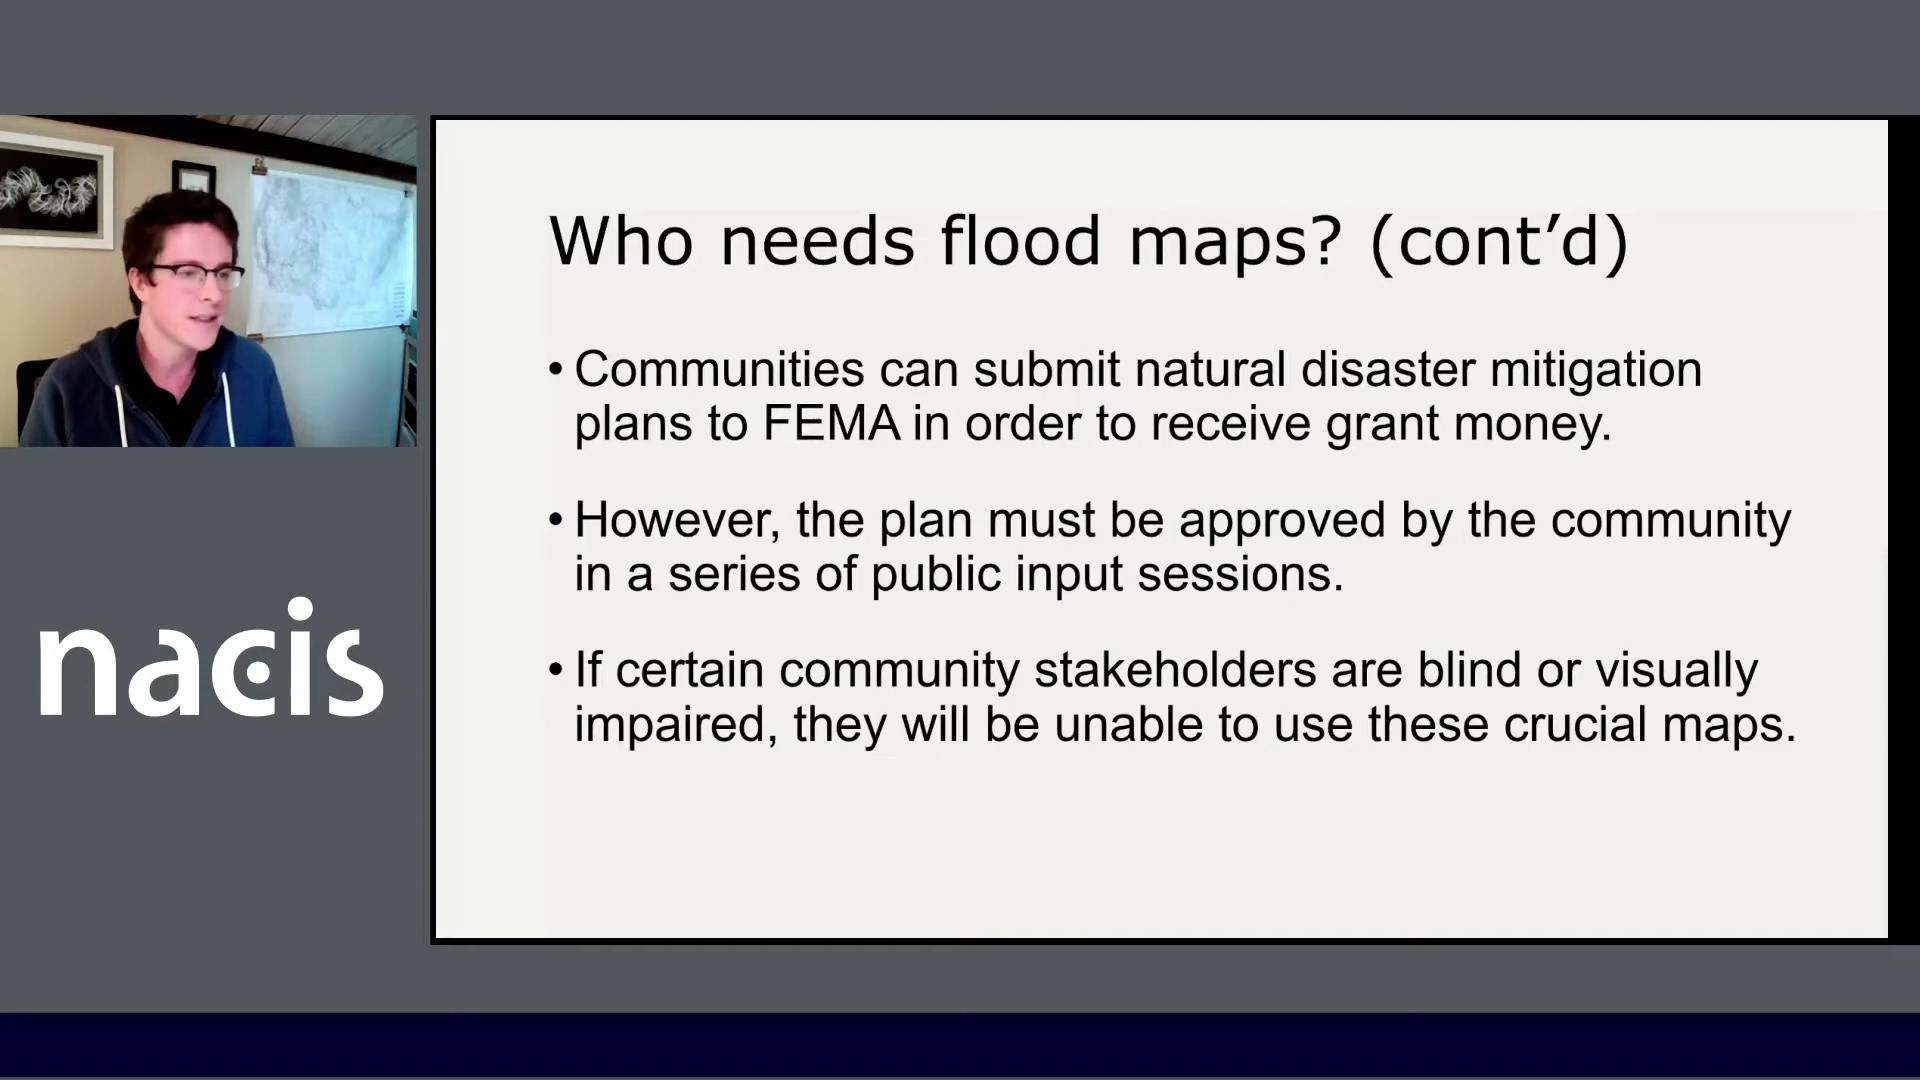 Who needs flood maps? (cont’d)
• Communities can submit natural disaster mitigation
plans to FEMA in order to receive grant money.
• However, the plan must be approved by the community
in a series of public input sessions.
• If certain community stakeholders are blind or visually
impaired, they will be unable to use these crucial maps.
nacis